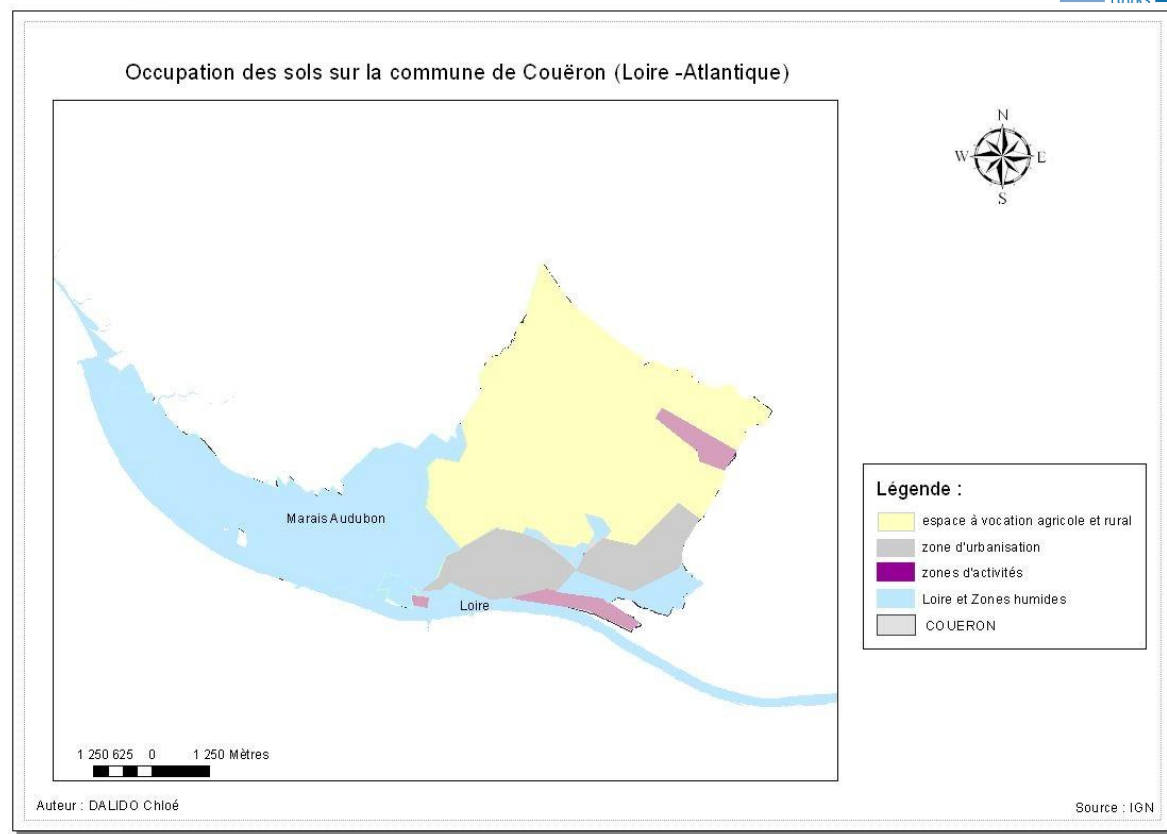 Occupation des sols sur la commune de Couëron (Loire -Atlantique)
N
W E
S
Marais Audubon
Loire
Légende :
espace à vocation agricole et rural
zone d'urbanisation
zones d'activités
Loire et Zones humides
COUERON
1 250 625 0 1 250 Mètres
Auteur : DALIDO Chloé
Source : IGN